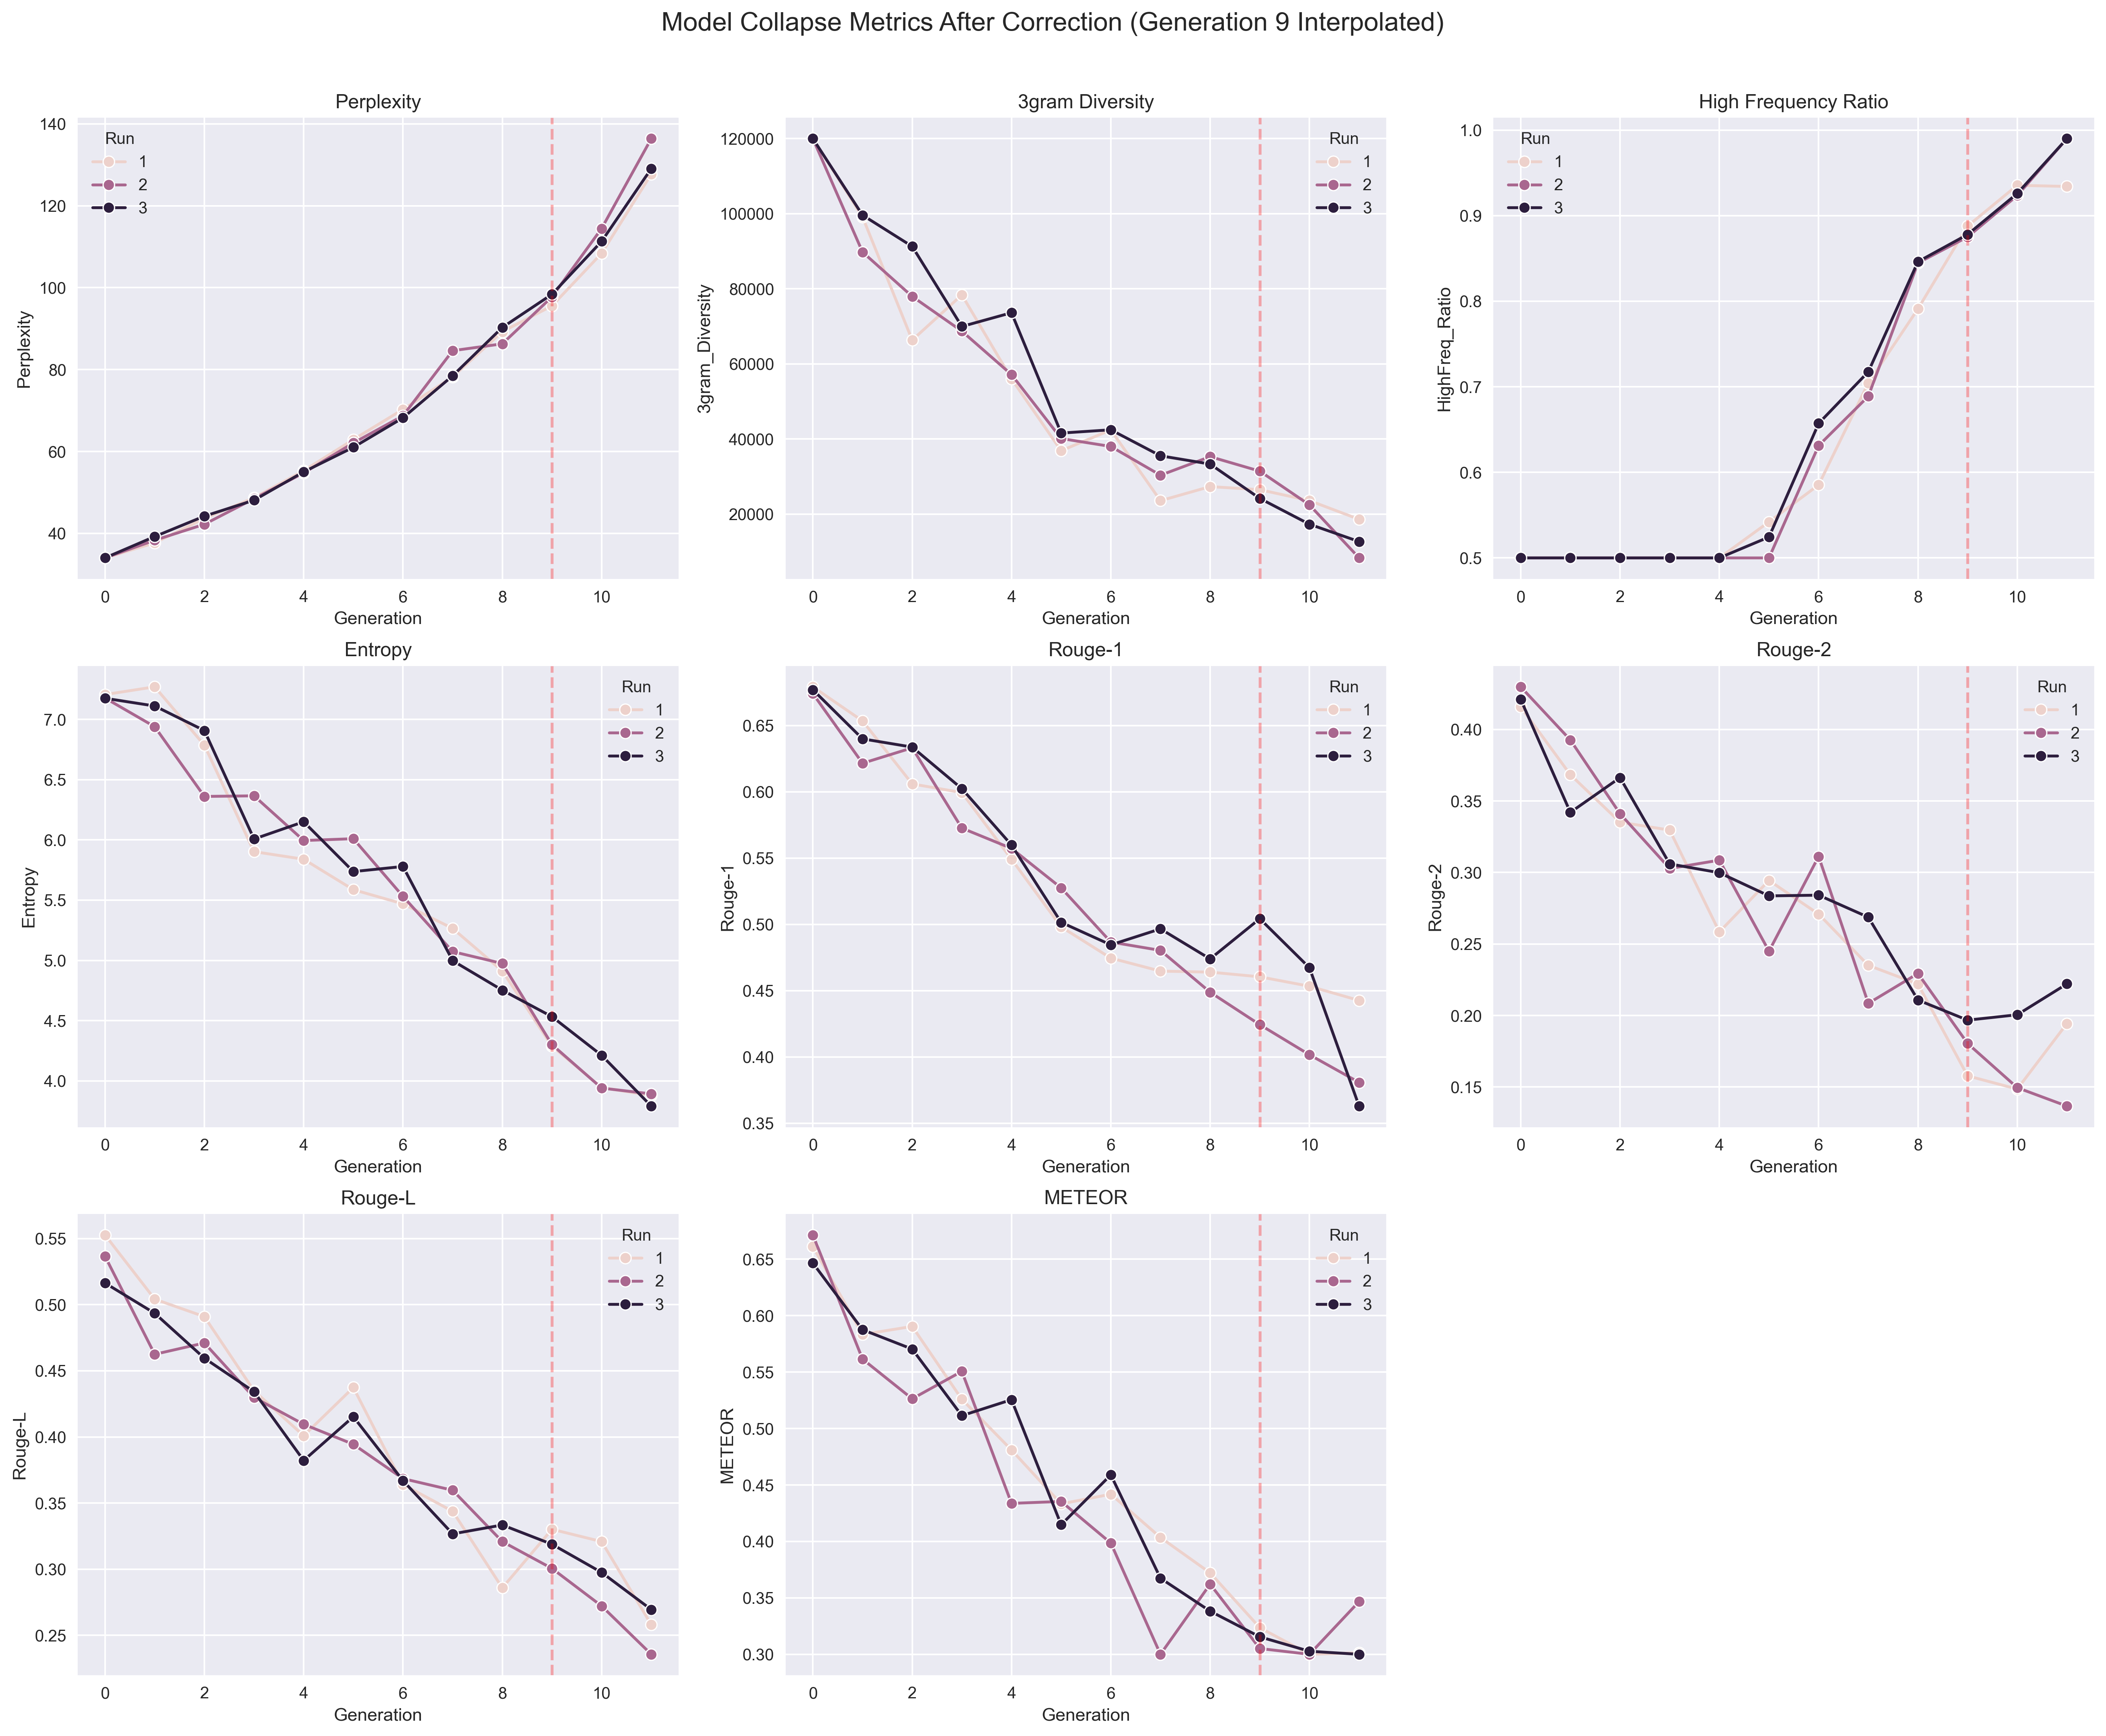 Model Collapse Metrics After Correction (Generation 9 Interpolated)
Perplexity
140
120
100
80
60
40
Perplexity
Run
1
2
3
0 2 4 6 8 10
Generation
3gram Diversity
120000
100000
80000
60000
40000
20000
3gram_Diversity
Run
1
2
3
0 2 4 6 8 10
Generation
High Frequency Ratio
1.0
0.9
0.8
0.7
0.6
0.5
HighFreq_Ratio
Run
1
2
3
0 2 4 6 8 10
Generation
Entropy
7.0
6.5
6.0
5.5
5.0
4.5
4.0
Entropy
Run
1
2
3
0 2 4 6 8 10
Generation
Rouge-1
0.65
0.60
0.55
0.50
0.45
0.40
0.35
Rouge-1
Run
1
2
3
0 2 4 6 8 10
Generation
Rouge-2
0.40
0.35
0.30
0.25
0.20
0.15
Rouge-2
Run
1
2
3
0 2 4 6 8 10
Generation
Rouge-L
0.55
0.50
0.45
0.40
0.35
0.30
0.25
Rouge-L
Run
1
2
3
0 2 4 6 8 10
Generation
METEOR
0.65
0.60
0.55
0.50
0.45
0.40
0.35
0.30
METEOR
Run
1
2
3
0 2 4 6 8 10
Generation